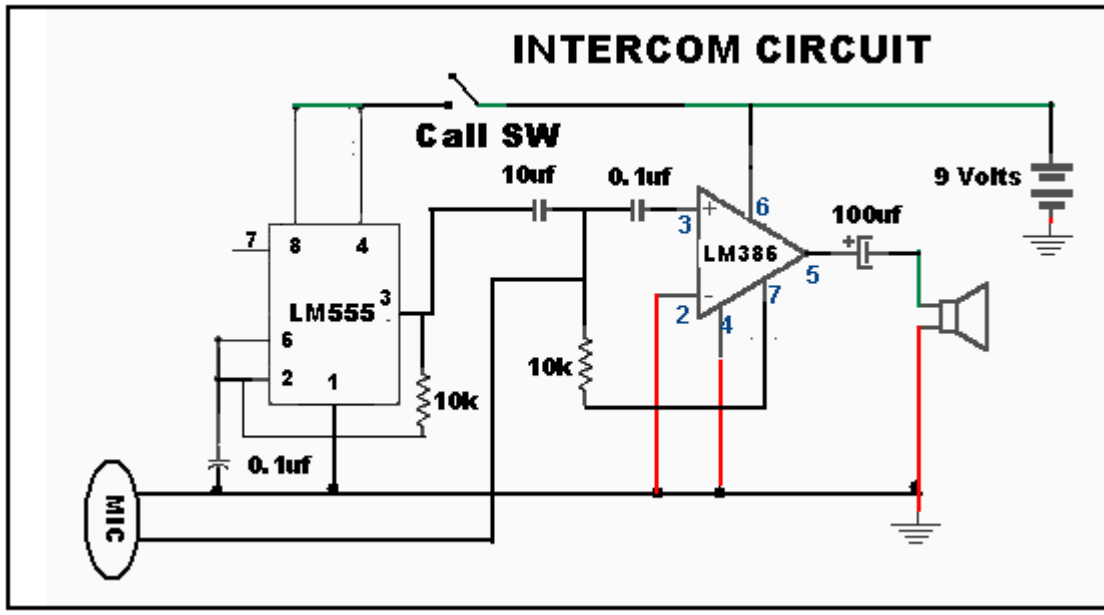 INTERCOM CIRCUIT
Call SW
10uf
0.1uf
9 Volts
100uf
3
+
6
LM386
5
7
2
-
4
+
7
8
4
LM555
3
6
2
1
10k
10k
0.1uf
MIC